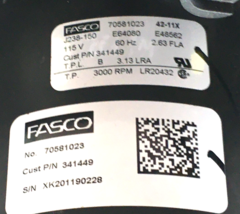 FASCO 70581023 42-11X
J238-150 E64080 E48562
115 V 60 Hz 2.63 FLA
Cust P/N 341449
T.P.L B 3.13 LRA
T.P. 3000 RPM LR20432
FASCO
No. 70581023
Cust P/N 341449
S/N XK201190228